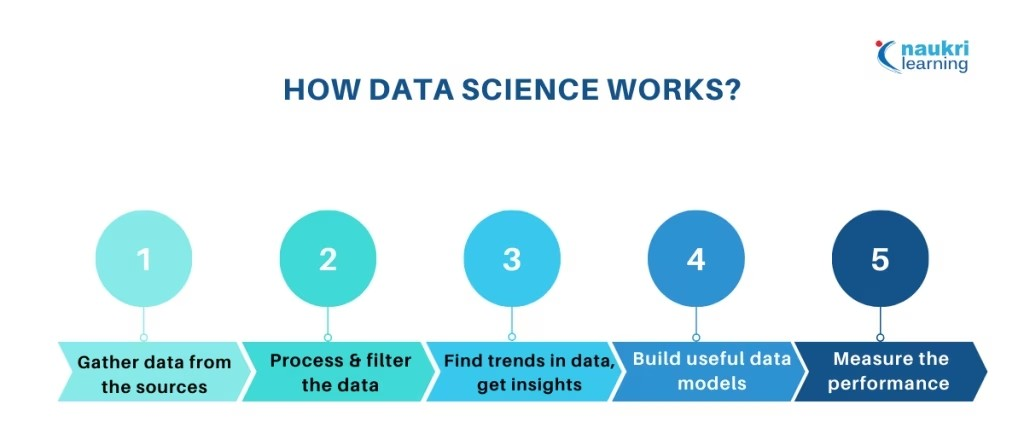 naukri
learning
HOW DATA SCIENCE WORKS?
1
2
3
4
5
Gather data from
the sources
Process & filter
the data
Find trends in data,
get insights
Build useful data
models
Measure the
performance